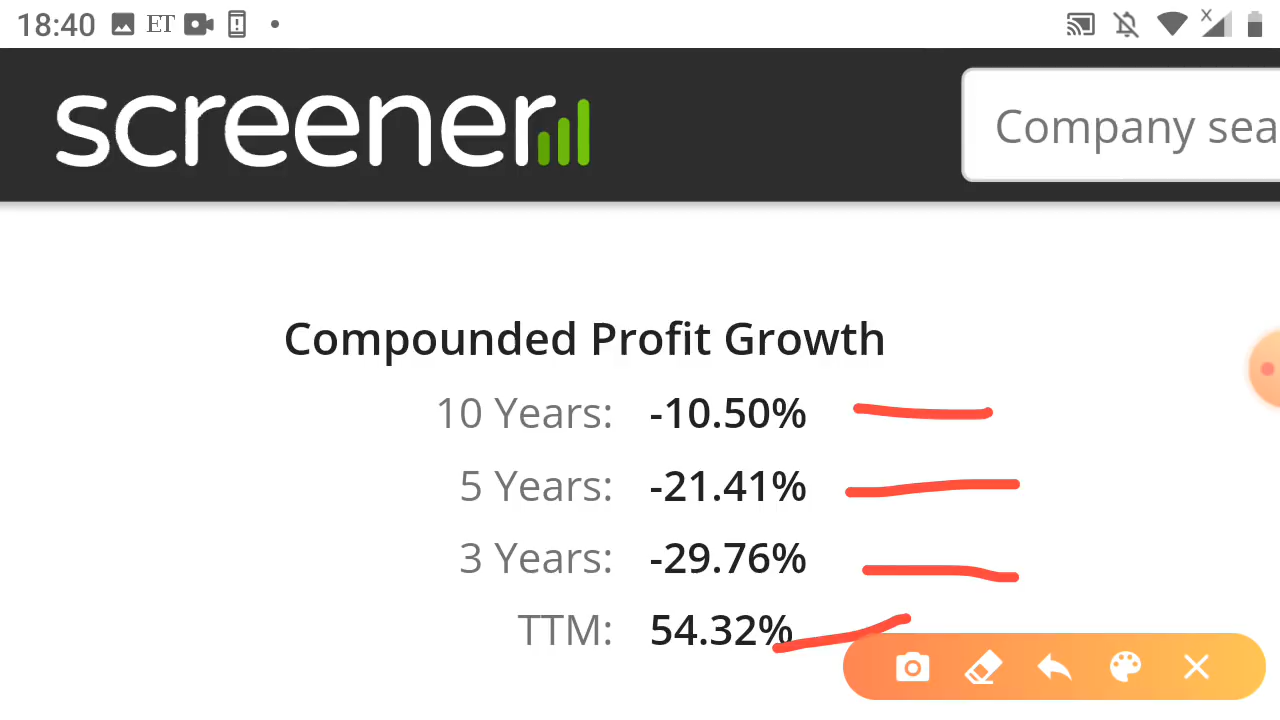 18:40 ET
screener
Company sea
Compounded Profit Growth
10 Years: -10.50%
5 Years: -21.41%
3 Years: -29.76%
TTM: 54.32%